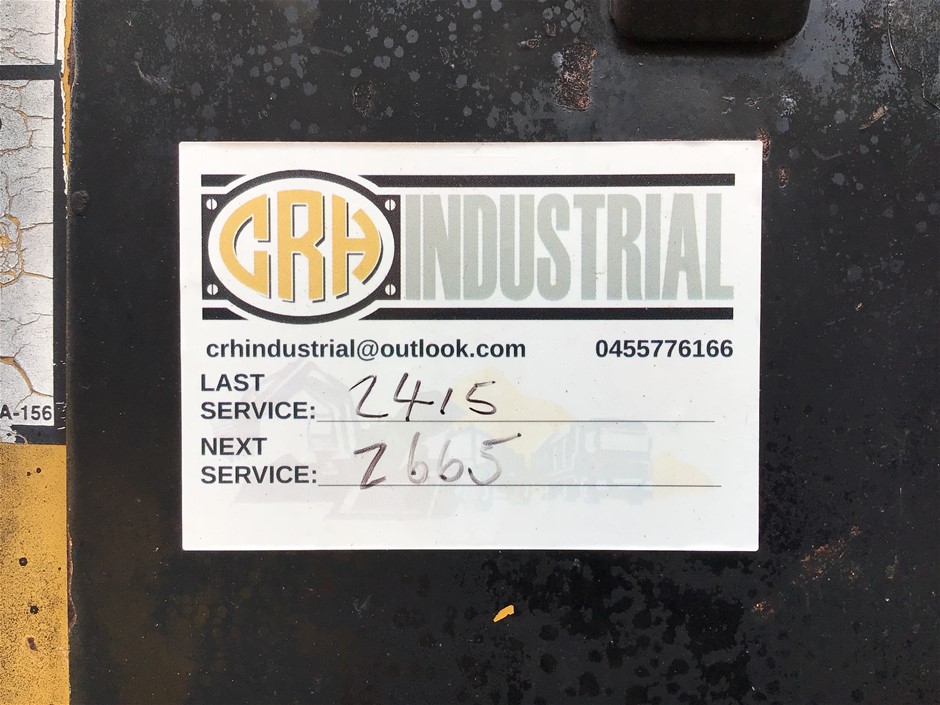 CRH INDUSTRIAL
crhindustrial@outlook.com 0455776166
LAST
SERVICE: 2415
NEXT
SERVICE: 2665
A-156